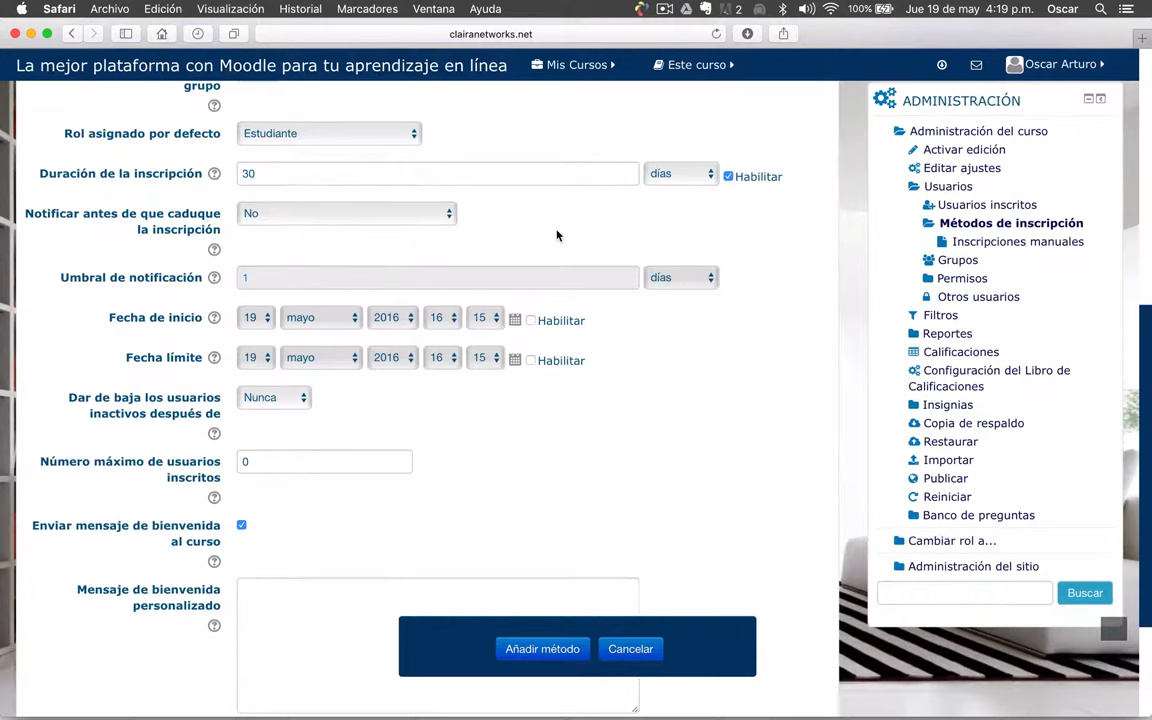 Safari Archivo Edición Visualización Historial Marcadores Ventana Ayuda 2 100% Jue 19 de may 4:19 p.m. Oscar
clairanetworks.net
La mejor plataforma con Moodle para tu aprendizaje en línea Mis Cursos Este curso Oscar Arturo
grupo
Rol asignado por defecto Estudiante
Duración de la inscripción 30 días Habilitar
Notificar antes de que caduque No
la inscripción
Umbral de notificación 1 días
Fecha de inicio 19 mayo 2016 16 15 Habilitar
Fecha límite 19 mayo 2016 16 15 Habilitar
Dar de baja los usuarios Nunca
inactivos después de
Número máximo de usuarios 0
inscritos
Enviar mensaje de bienvenida
al curso
Mensaje de bienvenida
personalizado
Añadir método Cancelar
ADMINISTRACIÓN
Administración del curso
Activar edición
Editar ajustes
Usuarios
Usuarios inscritos
Métodos de inscripción
Inscripciones manuales
Grupos
Permisos
Otros usuarios
Filtros
Reportes
Calificaciones
Configuración del Libro de
Calificaciones
Insignias
Copia de respaldo
Restaurar
Importar
Publicar
Reiniciar
Banco de preguntas
Cambiar rol a...
Administración del sitio
Buscar